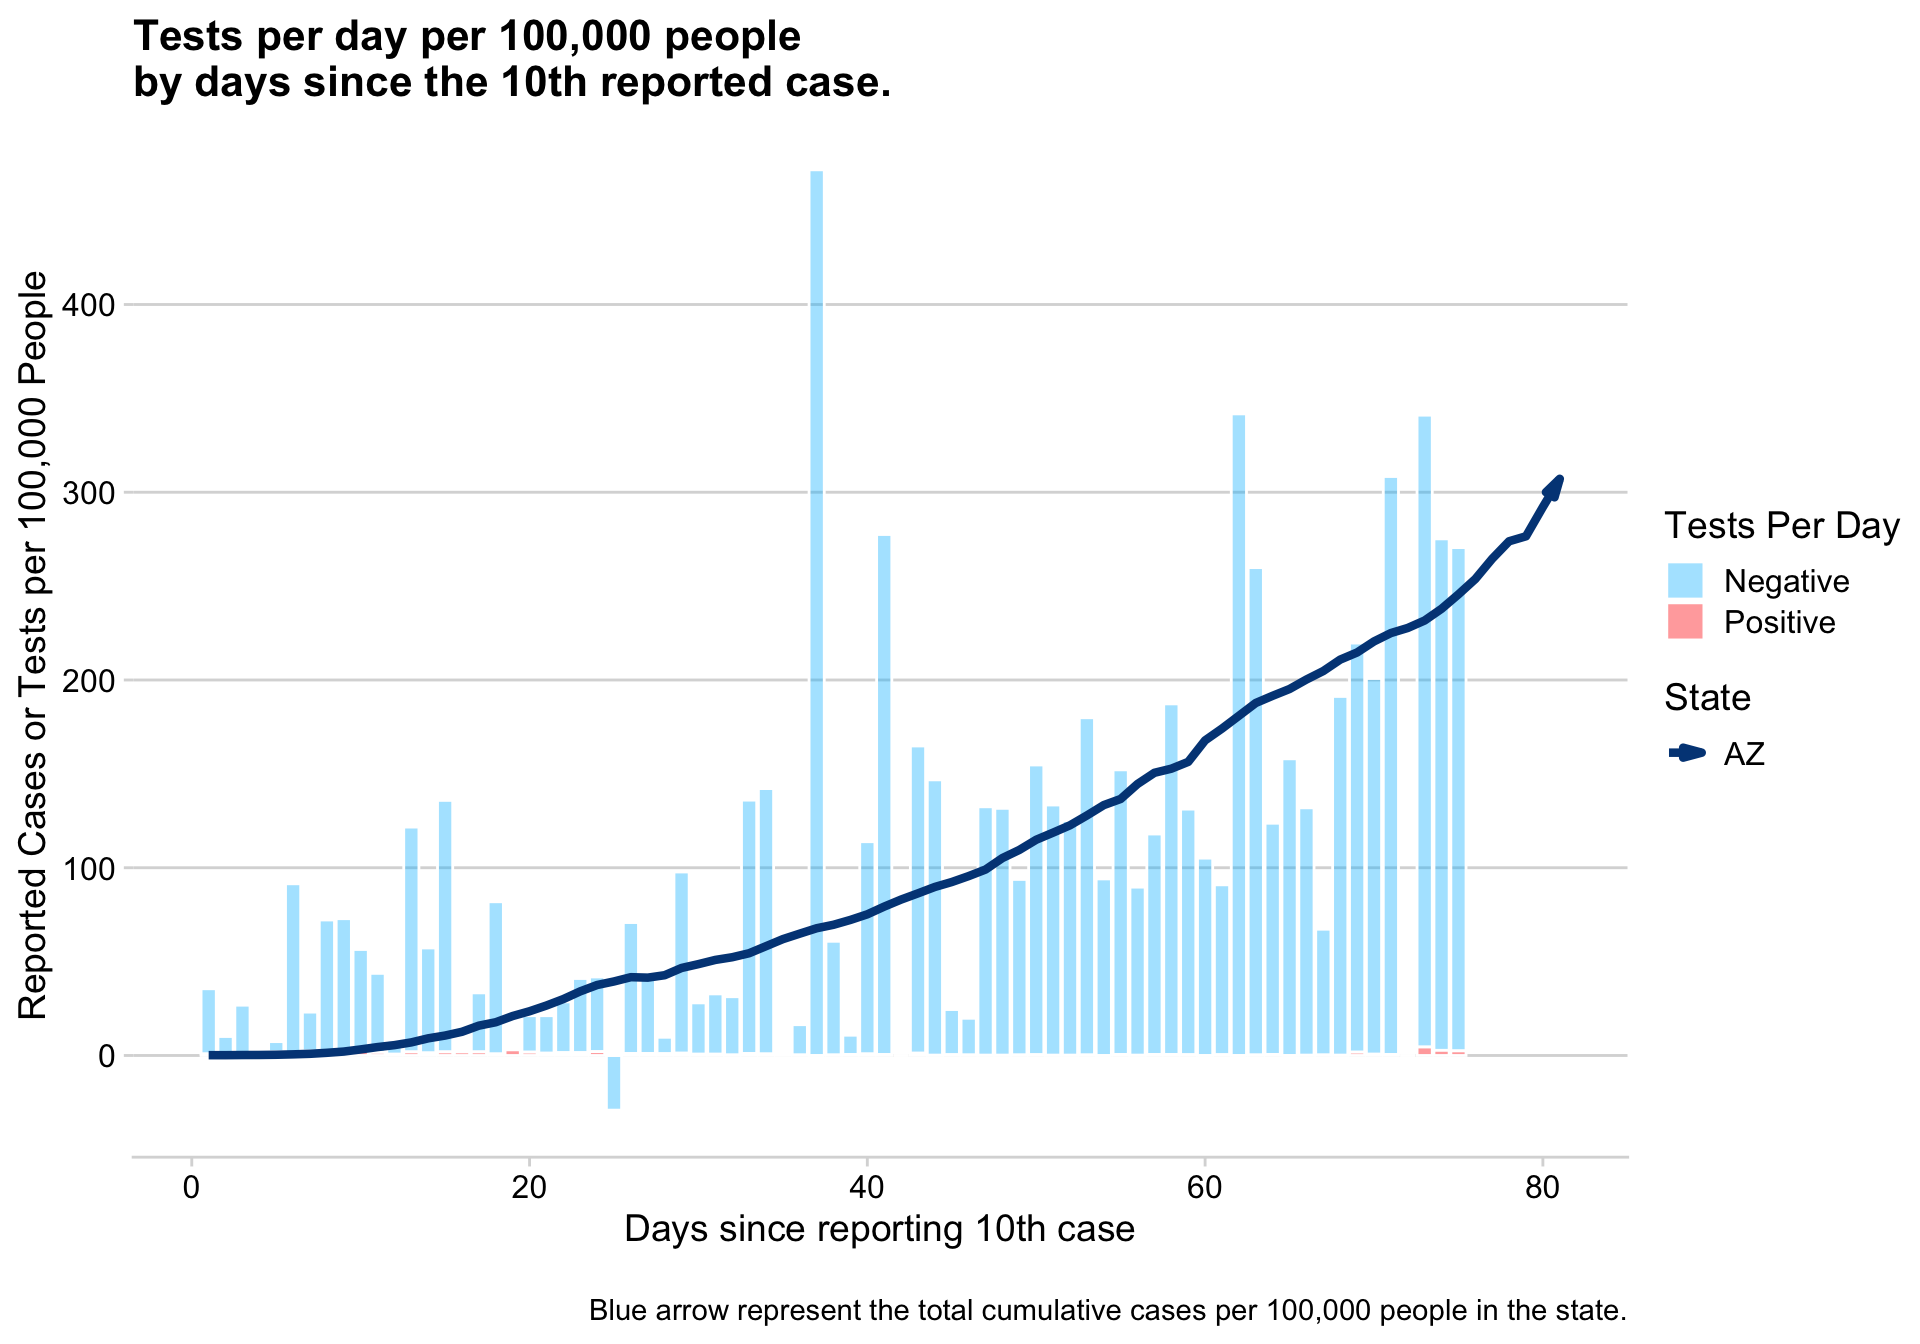 Tests per day per 100,000 people
by days since the 10th reported case.
Reported Cases or Tests per 100,000 People
400
300
200
100
0
0
20
40
60
80
Days since reporting 10th case
Tests Per Day
Negative
Positive
State
AZ
Blue arrow represent the total cumulative cases per 100,000 people in the state.